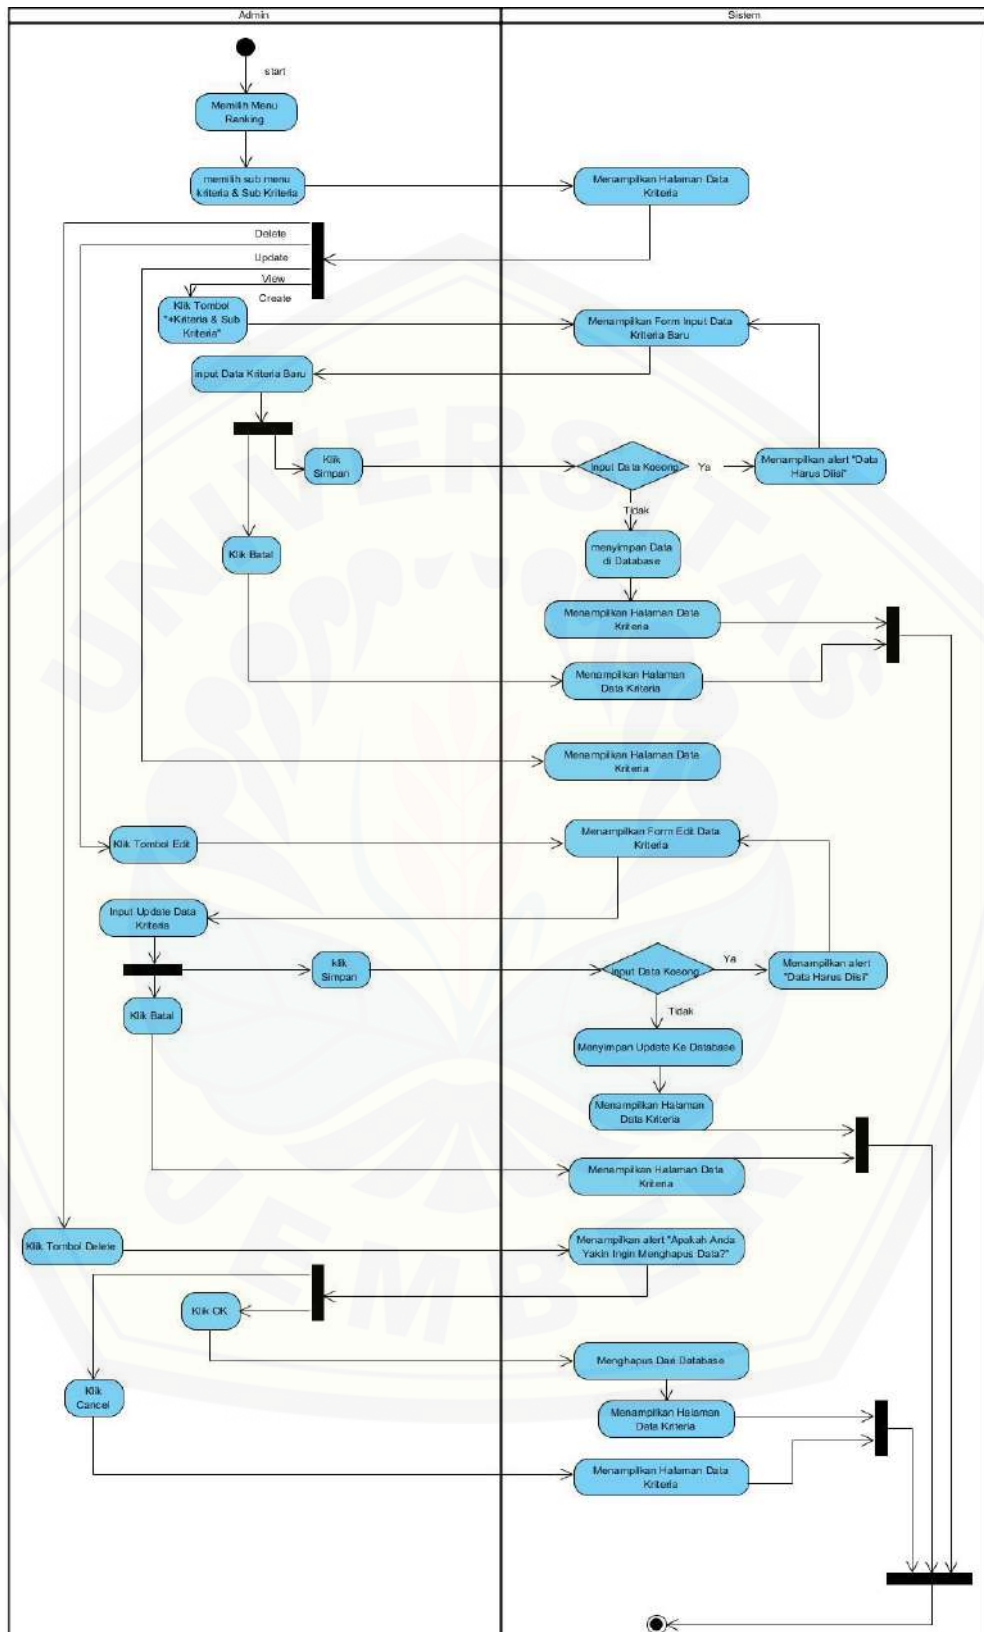 Admin
Sistem
start
Memilih Menu
Ranking
memilih sub menu
kriteria & Sub Kriteria
Menampilkan Halaman Data
Kriteria
Delete
Update
View
Create
Klik Tombol
"+Kriteria & Sub
Kriteria"
Menampilkan Form Input Data
Kriteria Baru
input Data Kriteria Baru
Klik
Simpan
Input Data Kosong
Ya
Menampilkan alert "Data
Harus Diisi"
Tidak
Klik Batal
menyimpan Data
di Database
Menampilkan Halaman Data
Kriteria
Menampilkan Halaman
Data Kriteria
Menampilkan Halaman Data
Kriteria
Klik Tombol Edit
Menampilkan Form Edit Data
Kriteria
Input Update Data
Kriteria
klik
Simpan
Input Data Kosong
Ya
Menampilkan alert
"Data Harus Diisi"
Klik Batal
Tidak
Menyimpan Update Ke Database
Menampilkan Halaman
Data Kriteria
Menampilkan Halaman Data
Kriteria
Klik Tombol Delete
Menampilkan alert "Apakah Anda
Yakin Ingin Menghapus Data?"
Klik OK
Menghapus Dari Database
Klik
Cancel
Menampilkan Halaman
Data Kriteria
Menampilkan Halaman Data
Kriteria
UNIVERSITAS
JEMBER